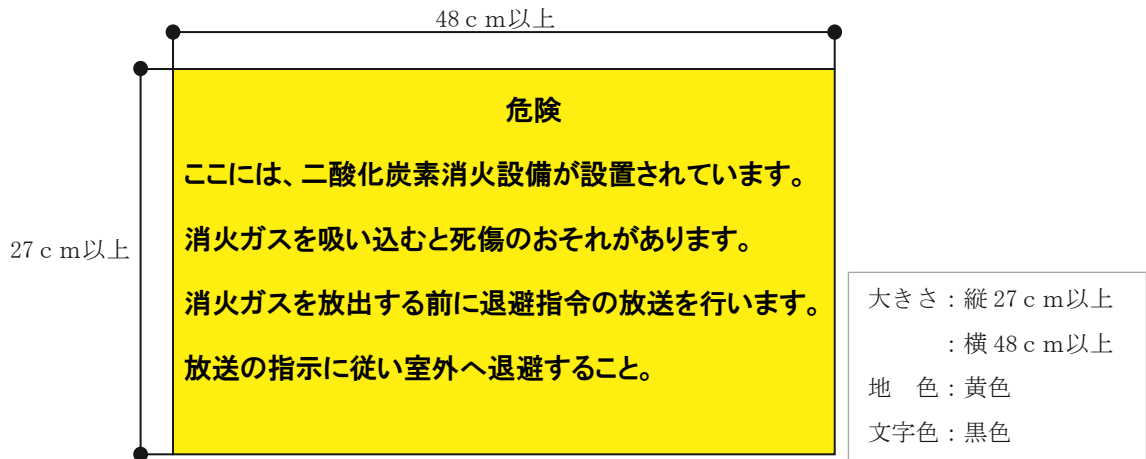 48ｃｍ以上
27ｃｍ以上
危険
ここには、二酸化炭素消火設備が設置されています。
消火ガスを吸い込むと死傷のおそれがあります。
消火ガスを放出する前に退避指令の放送を行います。
放送の指示に従い室外へ退避すること。
大きさ：縦27ｃｍ以上
：横48ｃｍ以上
地　色：黄色
文字色：黒色